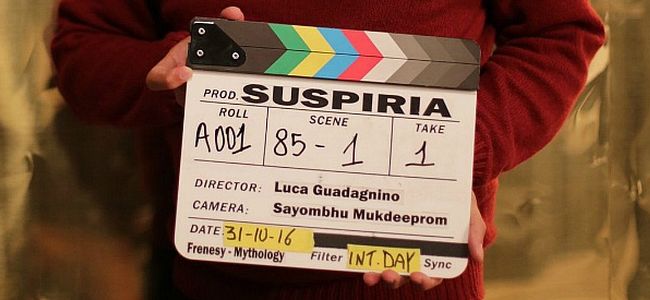 PROD. SUSPIRIA
ROLL SCENE TAKE
A001 85-1 1
DIRECTOR: Luca Guadagnino
CAMERA: Sayombhu Mukdeeprom
DATE: 31-10-16
Frenesy - Mythology Filter INT. DAY Sync